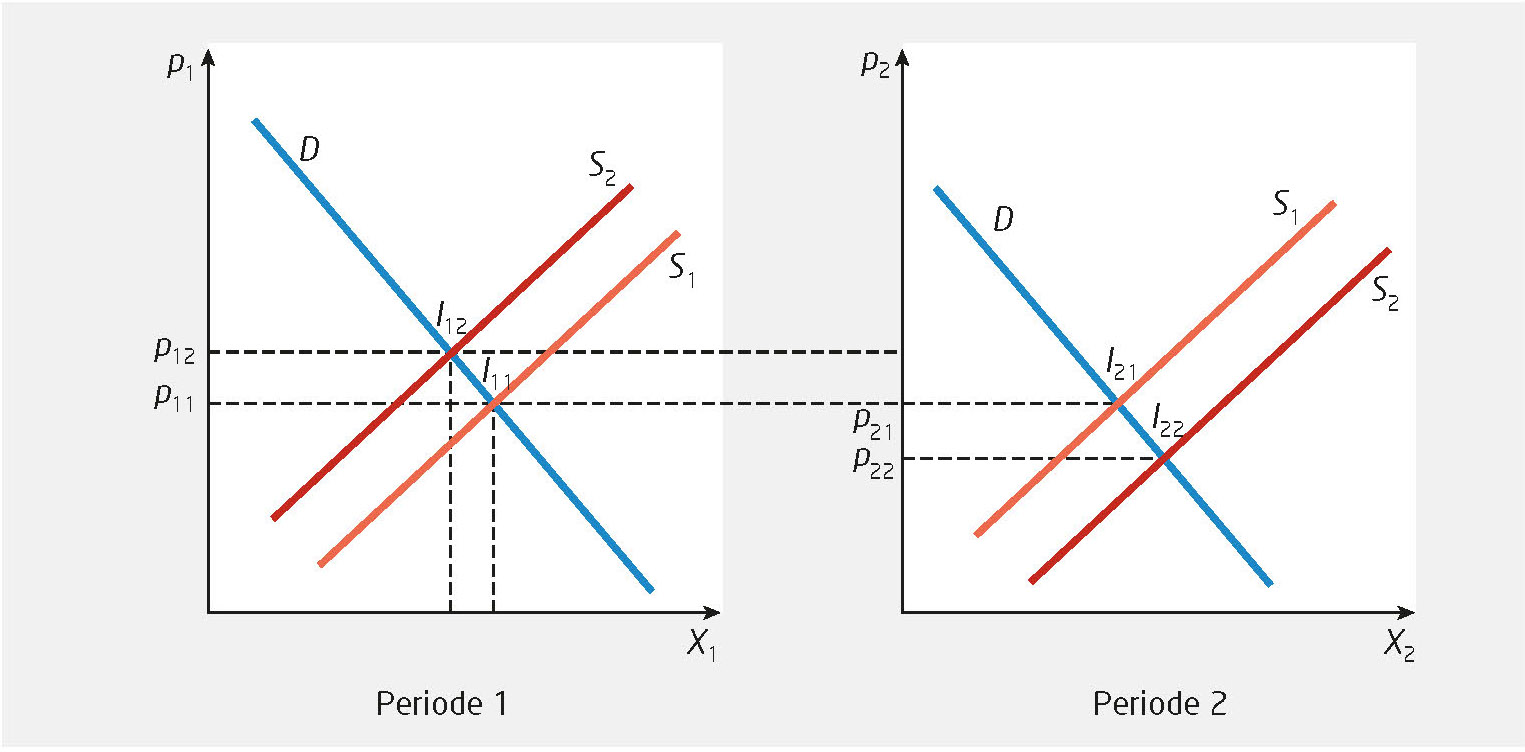 p₁
D
S₂
S₁
I₁₂
I₁₁
p₁₂
p₁₁
X₁
Periode 1
p₂
D
S₁
S₂
I₂₁
I₂₂
p₂₁
p₂₂
X₂
Periode 2